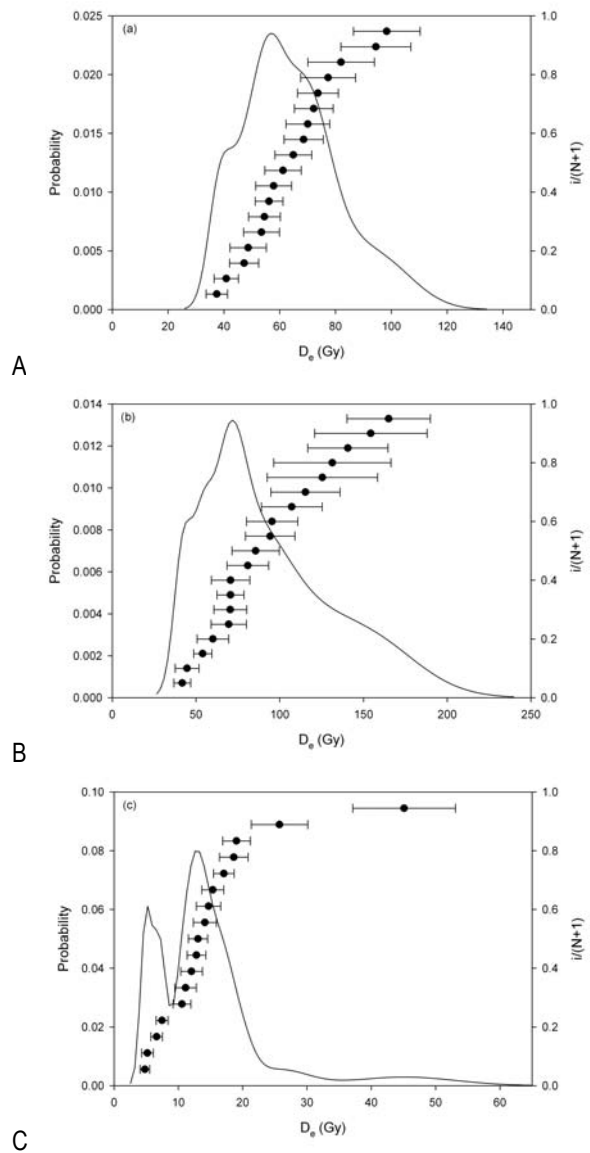 (a)
0.025
0.020
0.015
0.010
0.005
0.000
Probability
1.0
0.8
0.6
0.4
0.2
0.0
i/(N+1)
0 20 40 60 80 100 120 140
De (Gy)
A
(b)
0.014
0.012
0.010
0.008
0.006
0.004
0.002
0.000
Probability
1.0
0.8
0.6
0.4
0.2
0.0
i/(N+1)
0 50 100 150 200 250
De (Gy)
B
(c)
0.10
0.08
0.06
0.04
0.02
0.00
Probability
1.0
0.8
0.6
0.4
0.2
0.0
i/(N+1)
0 10 20 30 40 50 60
De (Gy)
C